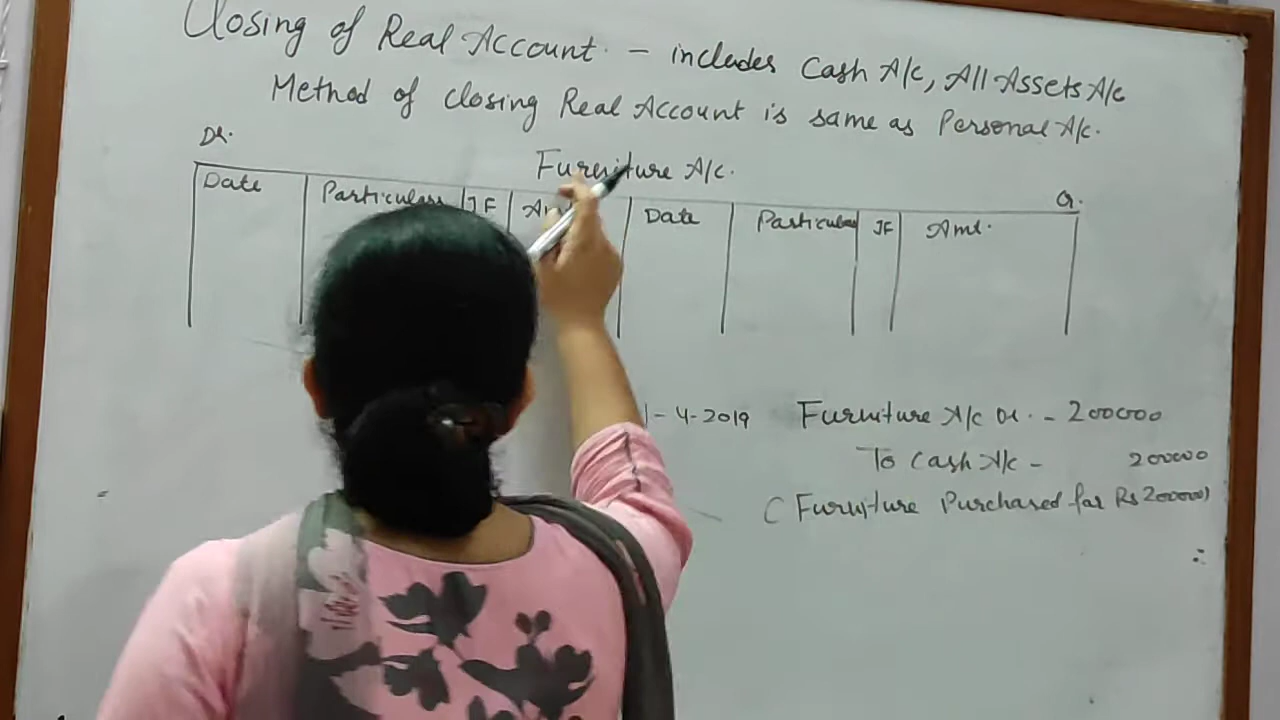 Closing of Real Account. - includes Cash A/c, All Assets A/c
Method of closing Real Account is same as Personal A/c.
Dr.
Furniture A/c.
Cr.
Date Particulars JF Date Particulars JF Amt.
1-4-2019 Furniture A/c Dr. - 200000
To Cash A/c - 200000
( Furniture Purchased for Rs 200000)